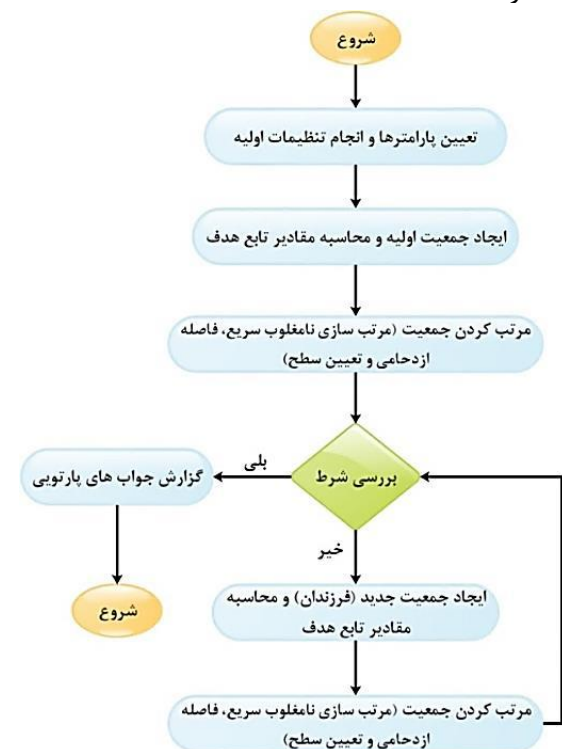 شروع
تعیین پارامترها و انجام تنظیمات اولیه
ایجاد جمعیت اولیه و محاسبه مقادیر تابع هدف
مرتب کردن جمعیت (مرتب سازی نامغلوب سریع، فاصله
ازدحامی و تعیین سطح)
بررسی شرط
بلی
گزارش جواب های پارتویی
شروع
خیر
ایجاد جمعیت جدید (فرزندان) و محاسبه
مقادیر تابع هدف
مرتب کردن جمعیت (مرتب سازی نامغلوب سریع، فاصله
ازدحامی و تعیین سطح)